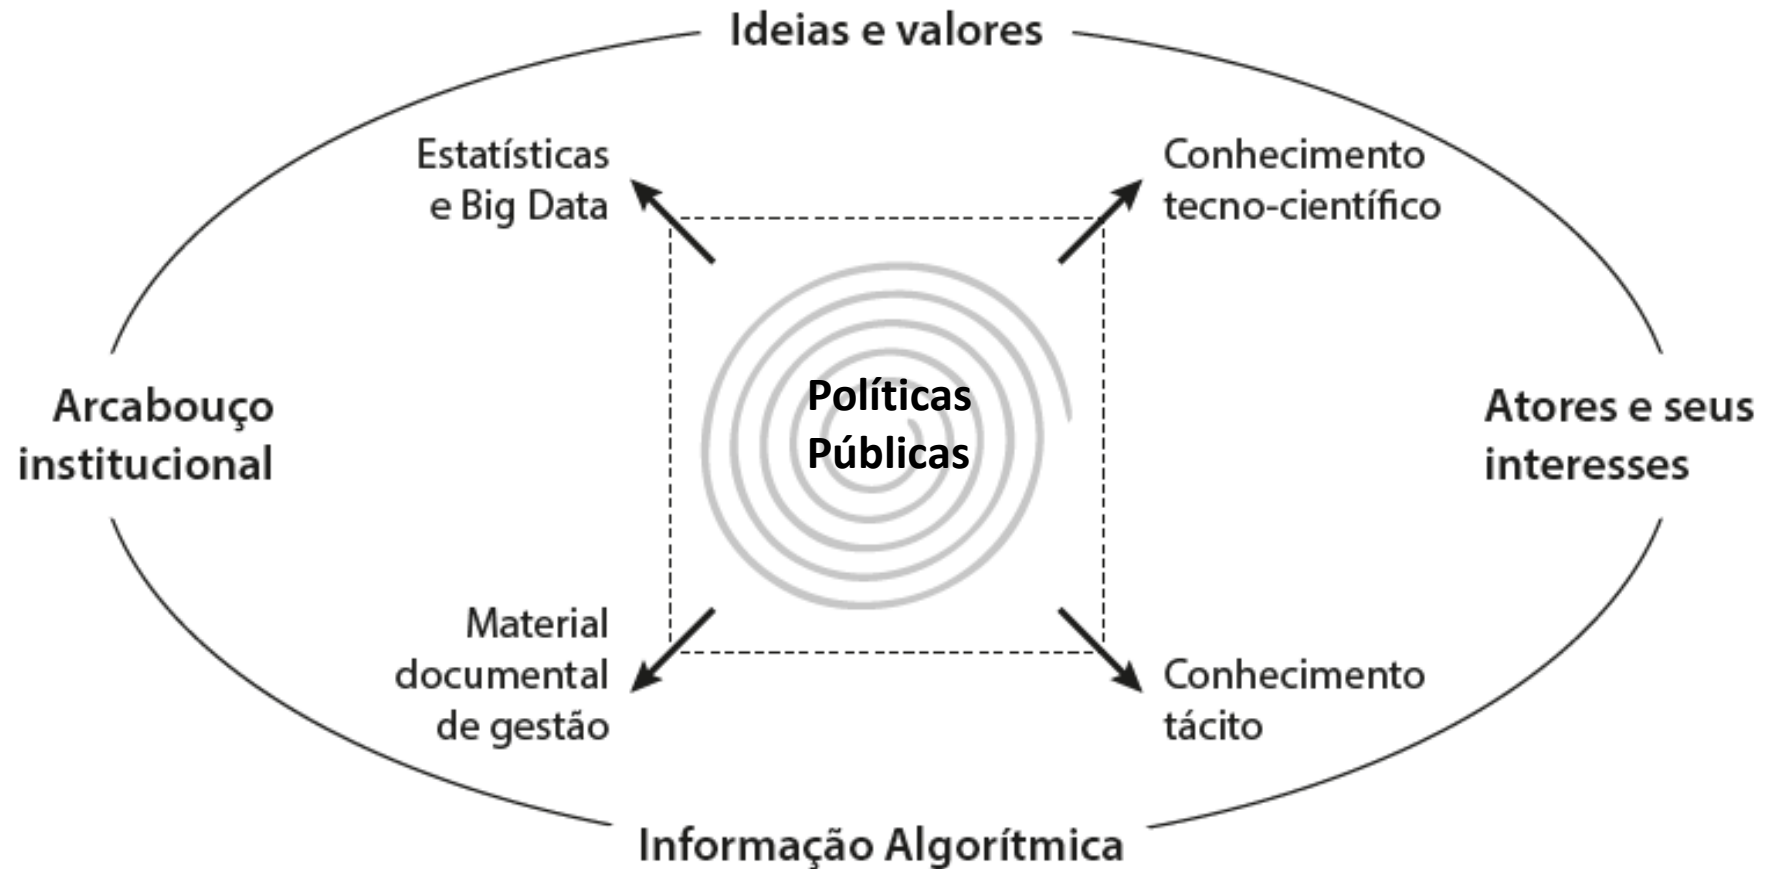 Ideias e valores
Estatísticas
e Big Data
Conhecimento
tecno-científico
Arcabouço
institucional
Políticas
Públicas
Atores e seus
interesses
Material
documental
de gestão
Conhecimento
tácito
Informação Algorítmica